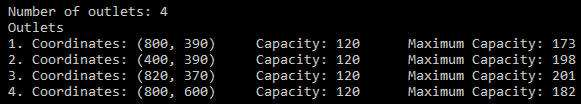 Number of outlets: 4
Outlets
1. Coordinates: (800, 390) Capacity: 120 Maximum Capacity: 173
2. Coordinates: (400, 390) Capacity: 120 Maximum Capacity: 198
3. Coordinates: (820, 370) Capacity: 120 Maximum Capacity: 201
4. Coordinates: (800, 600) Capacity: 120 Maximum Capacity: 182